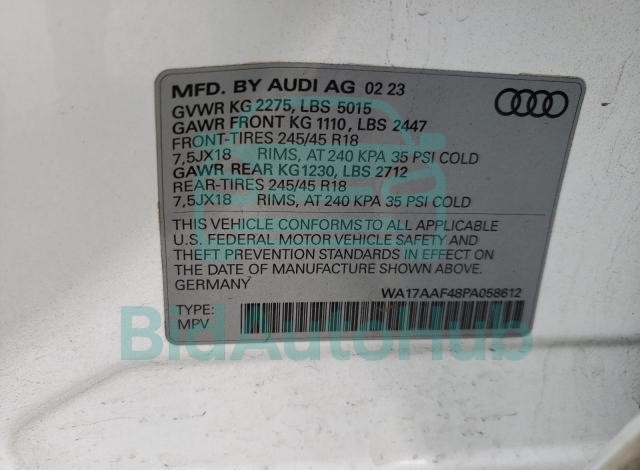 MFD. BY AUDI AG 02 23
GVWR KG 2275, LBS 5015
GAWR FRONT KG 1110, LBS 2447
FRONT-TIRES 245/45 R18
7,5JX18 RIMS, AT 240 KPA 35 PSI COLD
GAWR REAR KG1230, LBS 2712
REAR-TIRES 245/45 R18
7,5JX18 RIMS, AT 240 KPA 35 PSI COLD
THIS VEHICLE CONFORMS TO ALL APPLICABLE
U.S. FEDERAL MOTOR VEHICLE SAFETY AND
THEFT PREVENTION STANDARDS IN EFFECT ON
THE DATE OF MANUFACTURE SHOWN ABOVE.
GERMANY
WA17AAF48PA058612
TYPE:
MPV
BidAutoHub